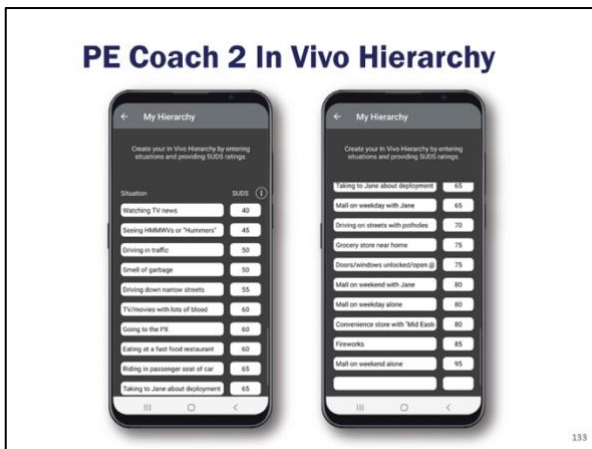 PE Coach 2 In Vivo Hierarchy
← My Hierarchy
Create your In Vivo Hierarchy by entering
situations and providing SUDS ratings.
Situation SUDS i
Watching TV news 40
Seeing HMMWVs or "Hummers" 45
Driving in traffic 50
Smell of garbage 50
Driving down narrow streets 55
TV/movies with lots of blood 60
Going to the PX 60
Eating at a fast food restaurant 60
Riding in passenger seat of car 65
Taking to Jane about deployment 65
← My Hierarchy
Create your In Vivo Hierarchy by entering
situations and providing SUDS ratings.
Taking to Jane about deployment 65
Mall on weekday with Jane 65
Driving on streets with potholes 70
Grocery store near home 75
Doors/windows unlocked/open @ 75
Mall on weekend with Jane 80
Mall on weekday alone 80
Convenience store with "Mid Easte 80
Fireworks 85
Mall on weekend alone 95
133